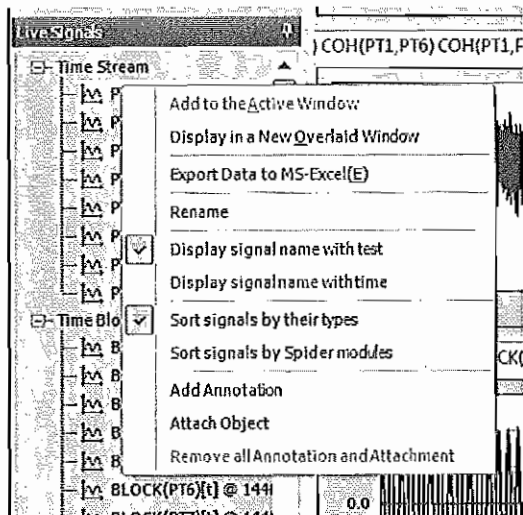 Live Signals
) COH(PT1,PT6) COH(PT1,F
Time Stream
P
Add to the Active Window
P
Display in a New Overlaid Window
P
Export Data to MS-Excel(E)
P
Rename
P
Display signal name with test
P
Display signal name with time
P
Time Blo
Sort signals by their types
B
Sort signals by Spider modules
CK(
B
Add Annotation
B
Attach Object
B
Remove all Annotation and Attachment
B
BLOCK(PT6)[t] @ 144
0.0